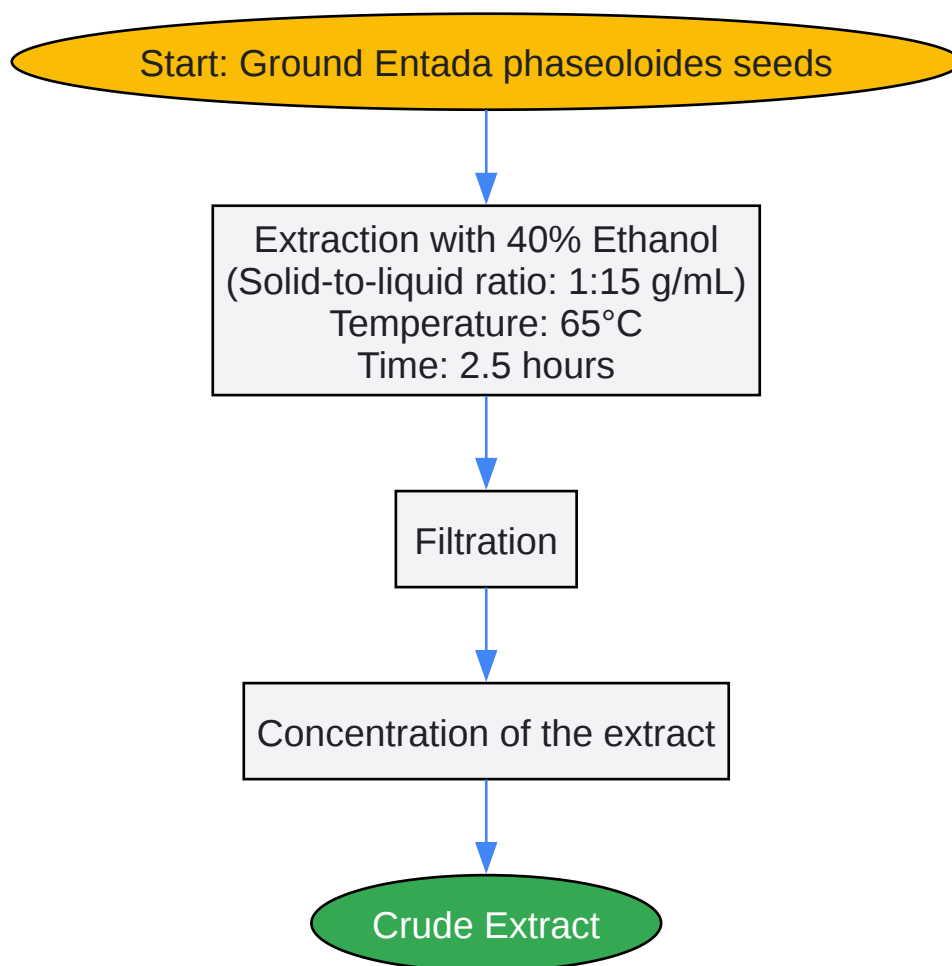 Start: Ground Entada phaseoloides seeds
Extraction with 40% Ethanol
(Solid-to-liquid ratio: 1:15 g/mL)
Temperature: 65°C
Time: 2.5 hours
Filtration
Concentration of the extract
Crude Extract